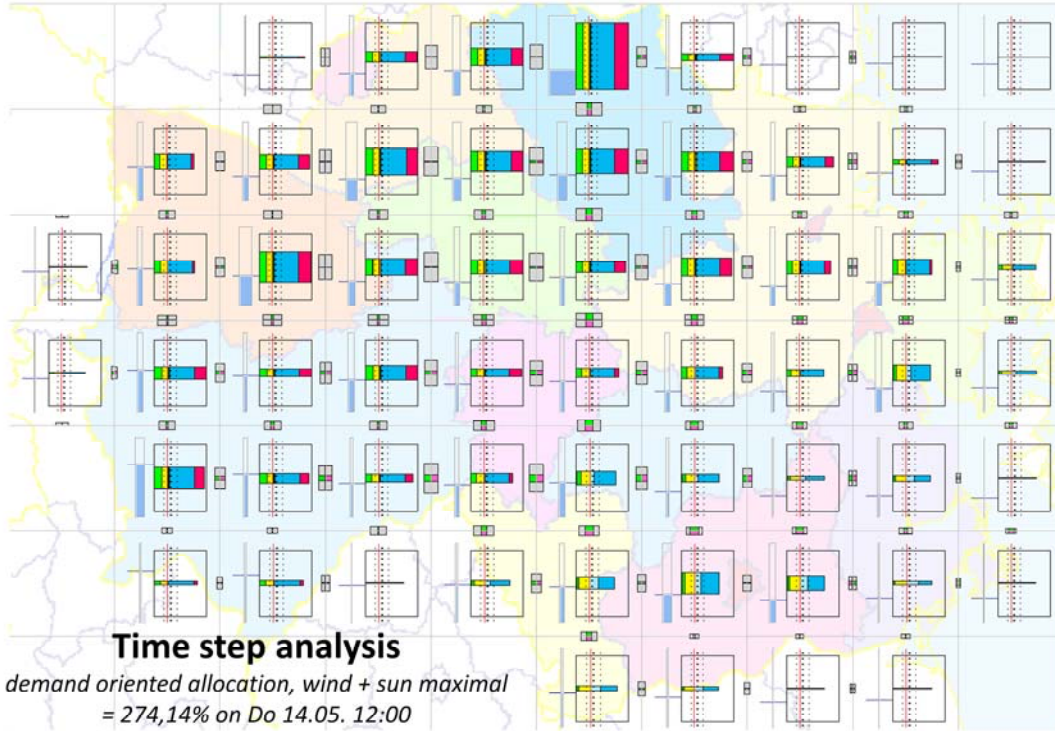 Time step analysis
demand oriented allocation, wind + sun maximal
= 274,14% on Do 14.05. 12:00